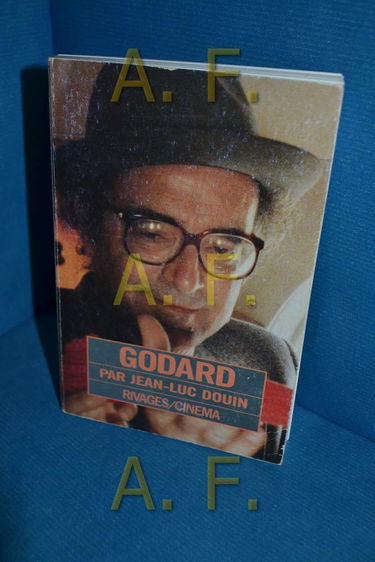 A. F.
A. F.
GODARD
PAR JEAN-LUC DOUIN
RIVAGES/CINEMA
A. F.